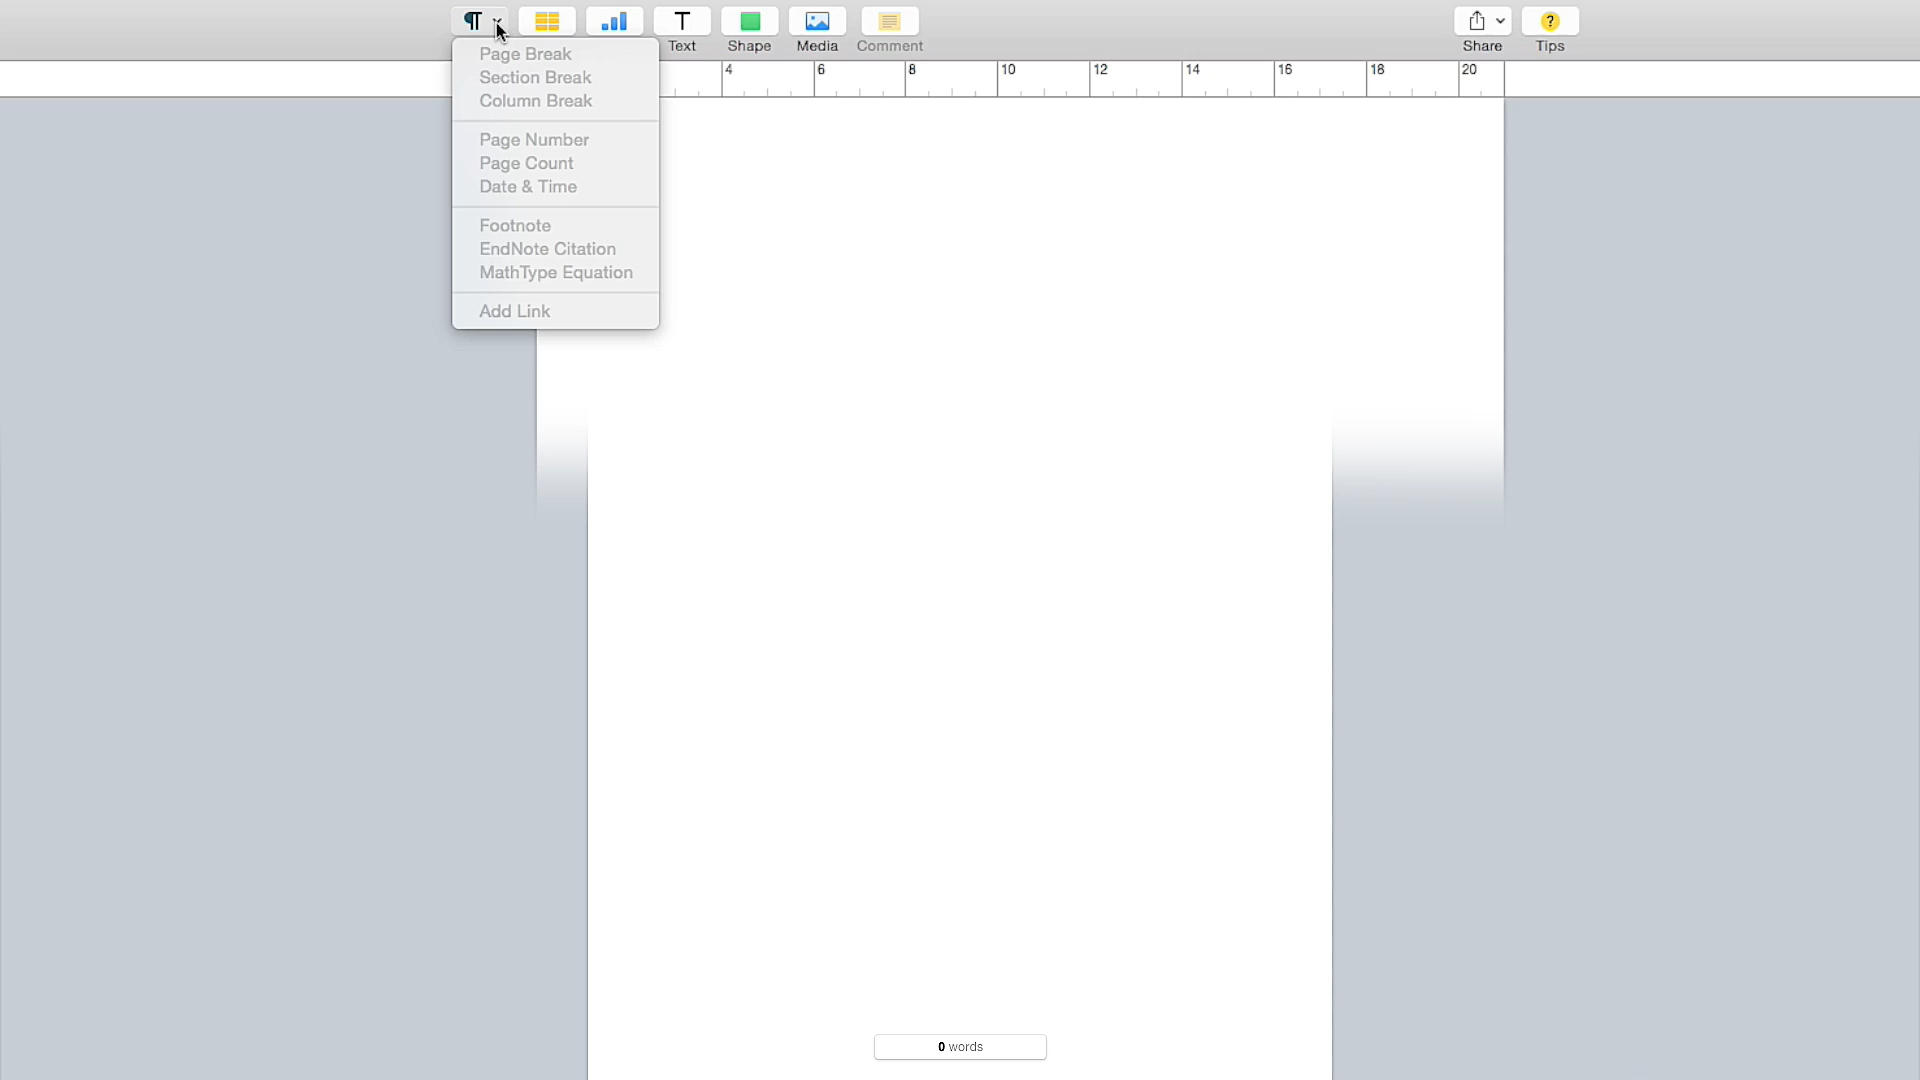 Text
Shape
Media
Comment
Share
Tips
Page Break
Section Break
Column Break
Page Number
Page Count
Date & Time
Footnote
EndNote Citation
MathType Equation
Add Link
4 6 8 10 12 14 16 18 20
0 words